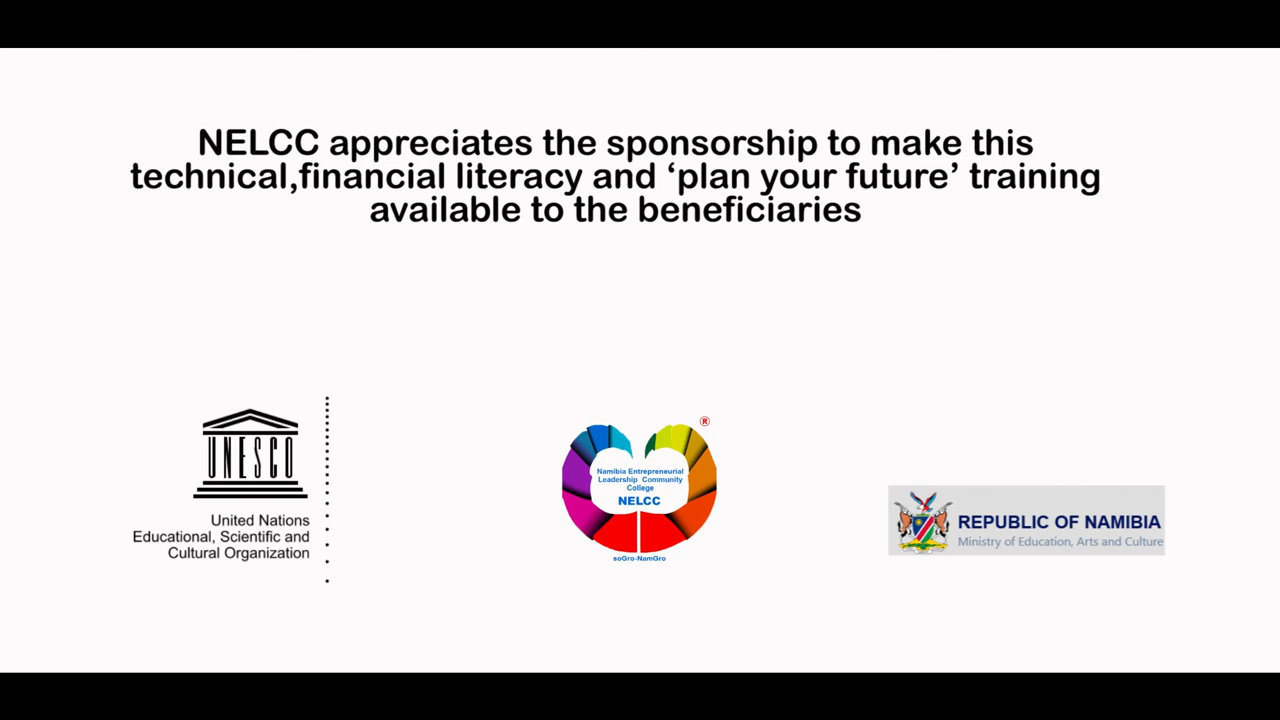 NELCC appreciates the sponsorship to make this
technical,financial literacy and ‘plan your future’ training
available to the beneficiaries
UNESCO
United Nations
Educational, Scientific and
Cultural Organization
®
Namibia Entrepreneurial
Leadership Community
College
NELCC
soGro-NamGro
REPUBLIC OF NAMIBIA
Ministry of Education, Arts and Culture